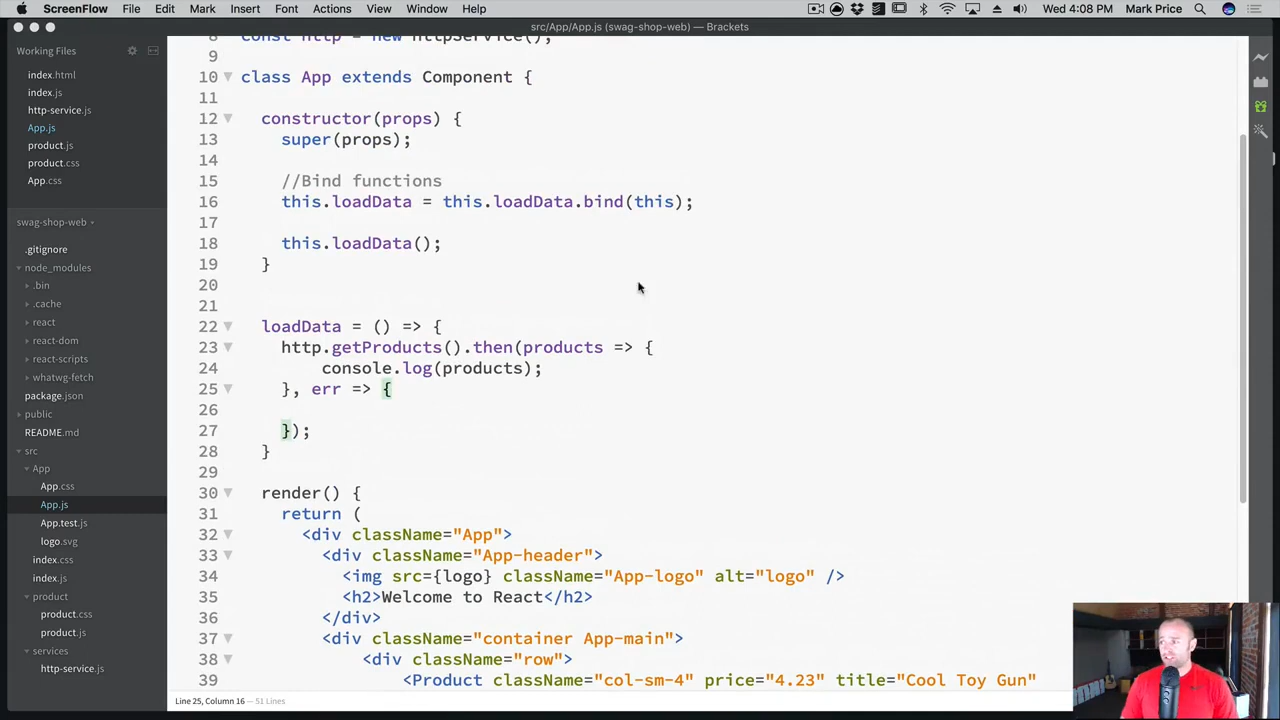 ScreenFlow File Edit Mark Insert Font Actions View Window Help Wed 4:08 PM Mark Price
src/App/App.js (swag-shop-web) — Brackets
Working Files
index.html
index.js
http-service.js
App.js
product.js
product.css
App.css
swag-shop-web
.gitignore
node_modules
.bin
.cache
react
react-dom
react-scripts
whatwg-fetch
package.json
public
README.md
src
App
App.css
App.js
App.test.js
logo.svg
index.css
index.js
product
product.css
product.js
services
http-service.js
8 const http = new HttpService();
9
10 class App extends Component {
11
12 constructor(props) {
13 super(props);
14
15 //Bind functions
16 this.loadData = this.loadData.bind(this);
17
18 this.loadData();
19 }
20
21
22 loadData = () => {
23 http.getProducts().then(products => {
24 console.log(products);
25 }, err => {
26
27 });
28 }
29
30 render() {
31 return (
32 <div className="App">
33 <div className="App-header">
34 <img src={logo} className="App-logo" alt="logo" />
35 <h2>Welcome to React</h2>
36 </div>
37 <div className="container App-main">
38 <div className="row">
39 <Product className="col-sm-4" price="4.23" title="Cool Toy Gun"
Line 25, Column 16 — 51 Lines